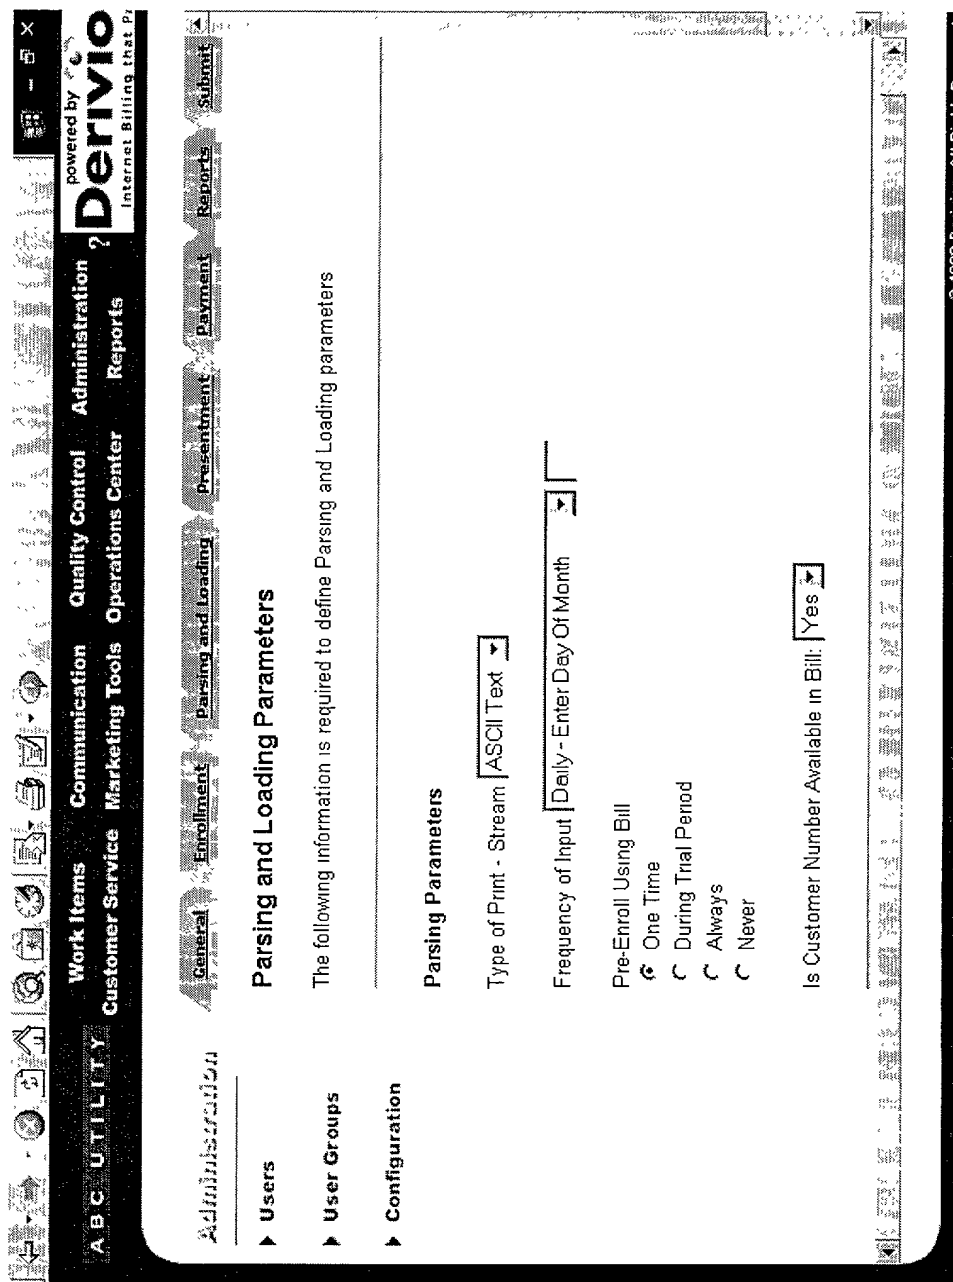 A B C UTILITY
Work Items Communication Quality Control Administration
Customer Service Marketing Tools Operations Center Reports
?
powered by
Derivio
Internet Billing that
General Enrollment Parsing and Loading Presentment Payment Reports Submit
Administration
Users
User Groups
Configuration
Parsing and Loading Parameters
The following information is required to define Parsing and Loading parameters
Parsing Parameters
Type of Print - Stream ASCII Text
Frequency of Input Daily - Enter Day Of Month
Pre-Enroll Using Bill
One Time
During Trial Period
Always
Never
Is Customer Number Available in Bill: Yes